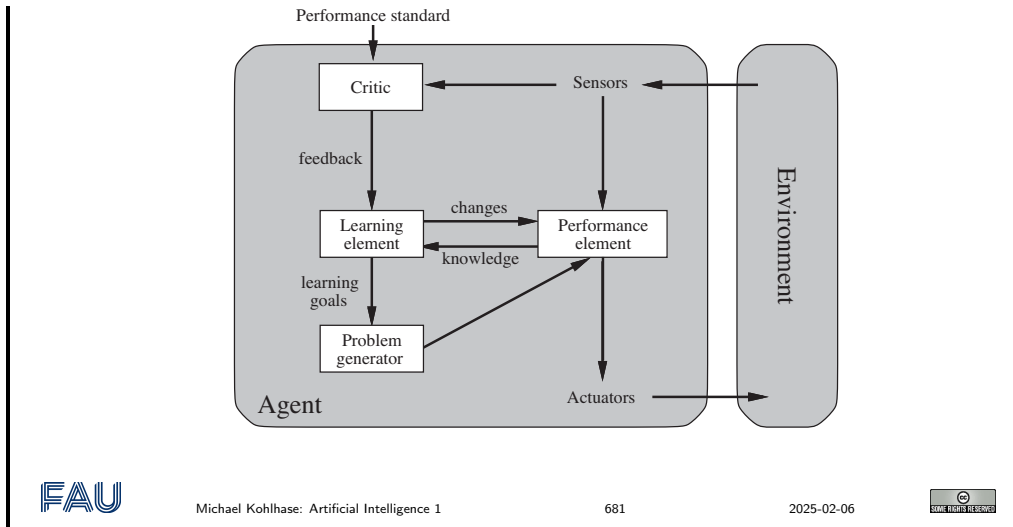 Performance standard
Critic
Sensors
feedback
Learning
element
changes
knowledge
Performance
element
learning
goals
Problem
generator
Agent
Actuators
Environment
FAU
Michael Kohlhase: Artificial Intelligence 1
681
2025-02-06
cc
SOME RIGHTS RESERVED